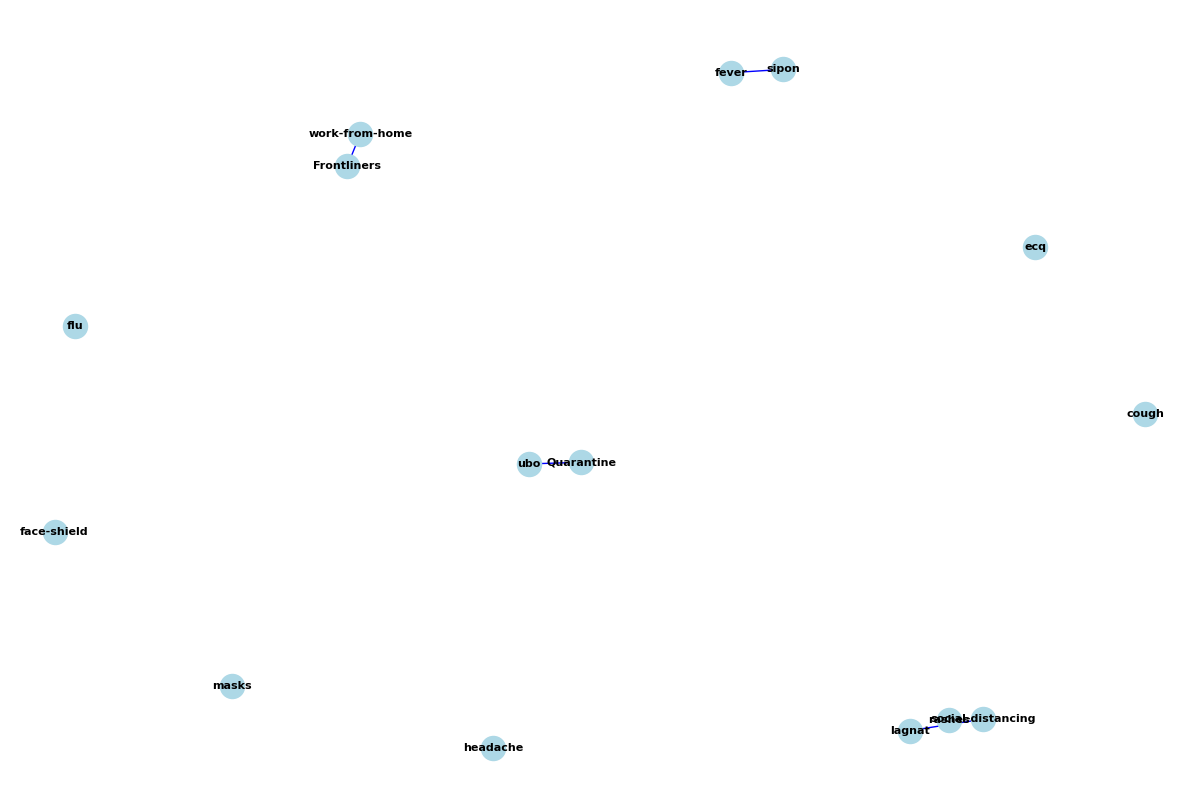 sipon
fever
work-from-home
Frontliners
ecq
flu
cough
ubo
Quarantine
face-shield
masks
rashes
social-distancing
lagnat
headache